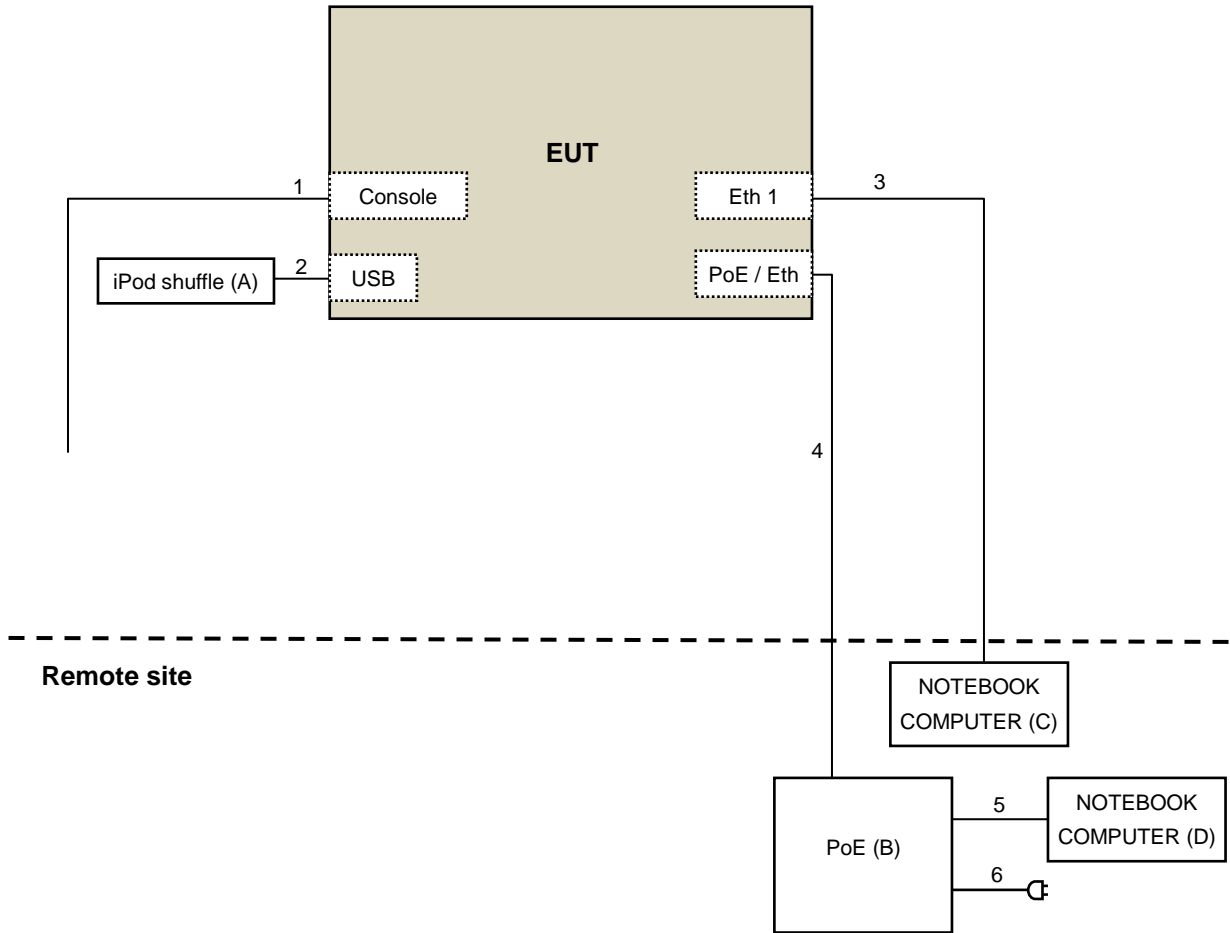 EUT
1
Console
Eth 1
3
iPod shuffle (A)
2
USB
PoE / Eth
4
Remote site
NOTEBOOK
COMPUTER (C)
PoE (B)
5
NOTEBOOK
COMPUTER (D)
6